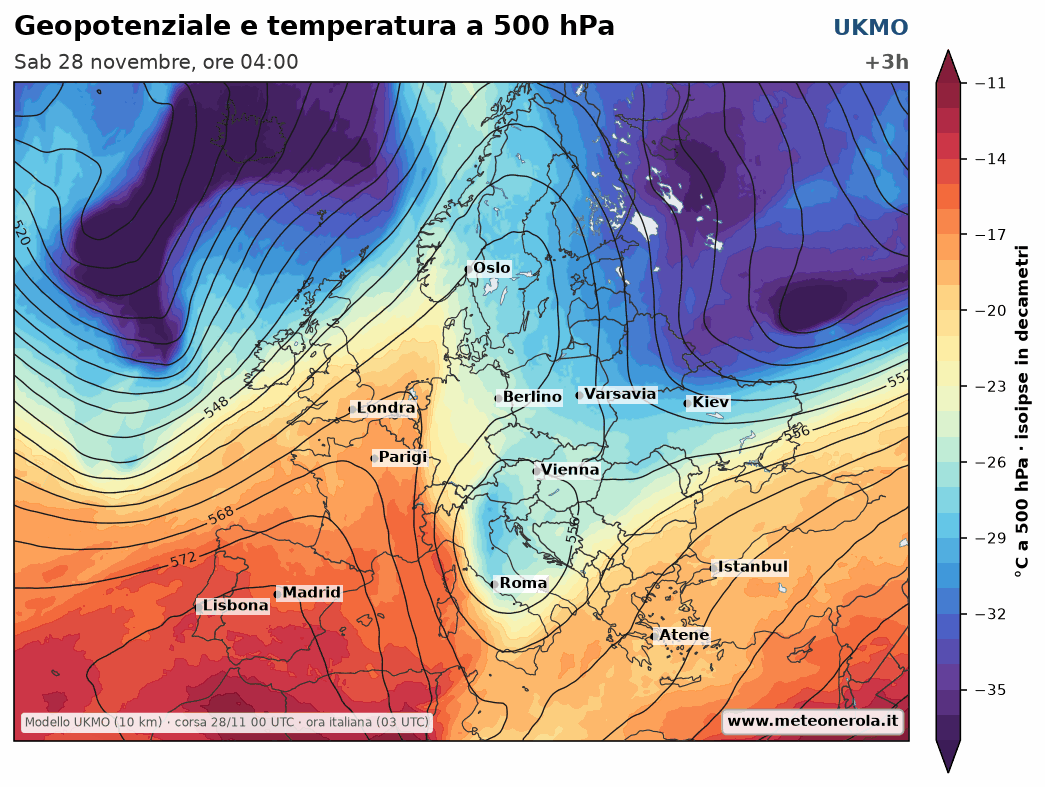 Geopotenziale e temperatura a 500 hPa
UKMO
Sab 28 novembre, ore 04:00
+3h
−11
−14
−17
−20
−23
−26
−29
−32
−35
°C a 500 hPa · isoipse in decametri
520
548
552
556
556
568
572
Oslo
Berlino
Varsavia
Kiev
Londra
Parigi
Vienna
Roma
Istanbul
Madrid
Lisbona
Atene
Modello UKMO (10 km) · corsa 28/11 00 UTC · ora italiana (03 UTC)
www.meteonerola.it